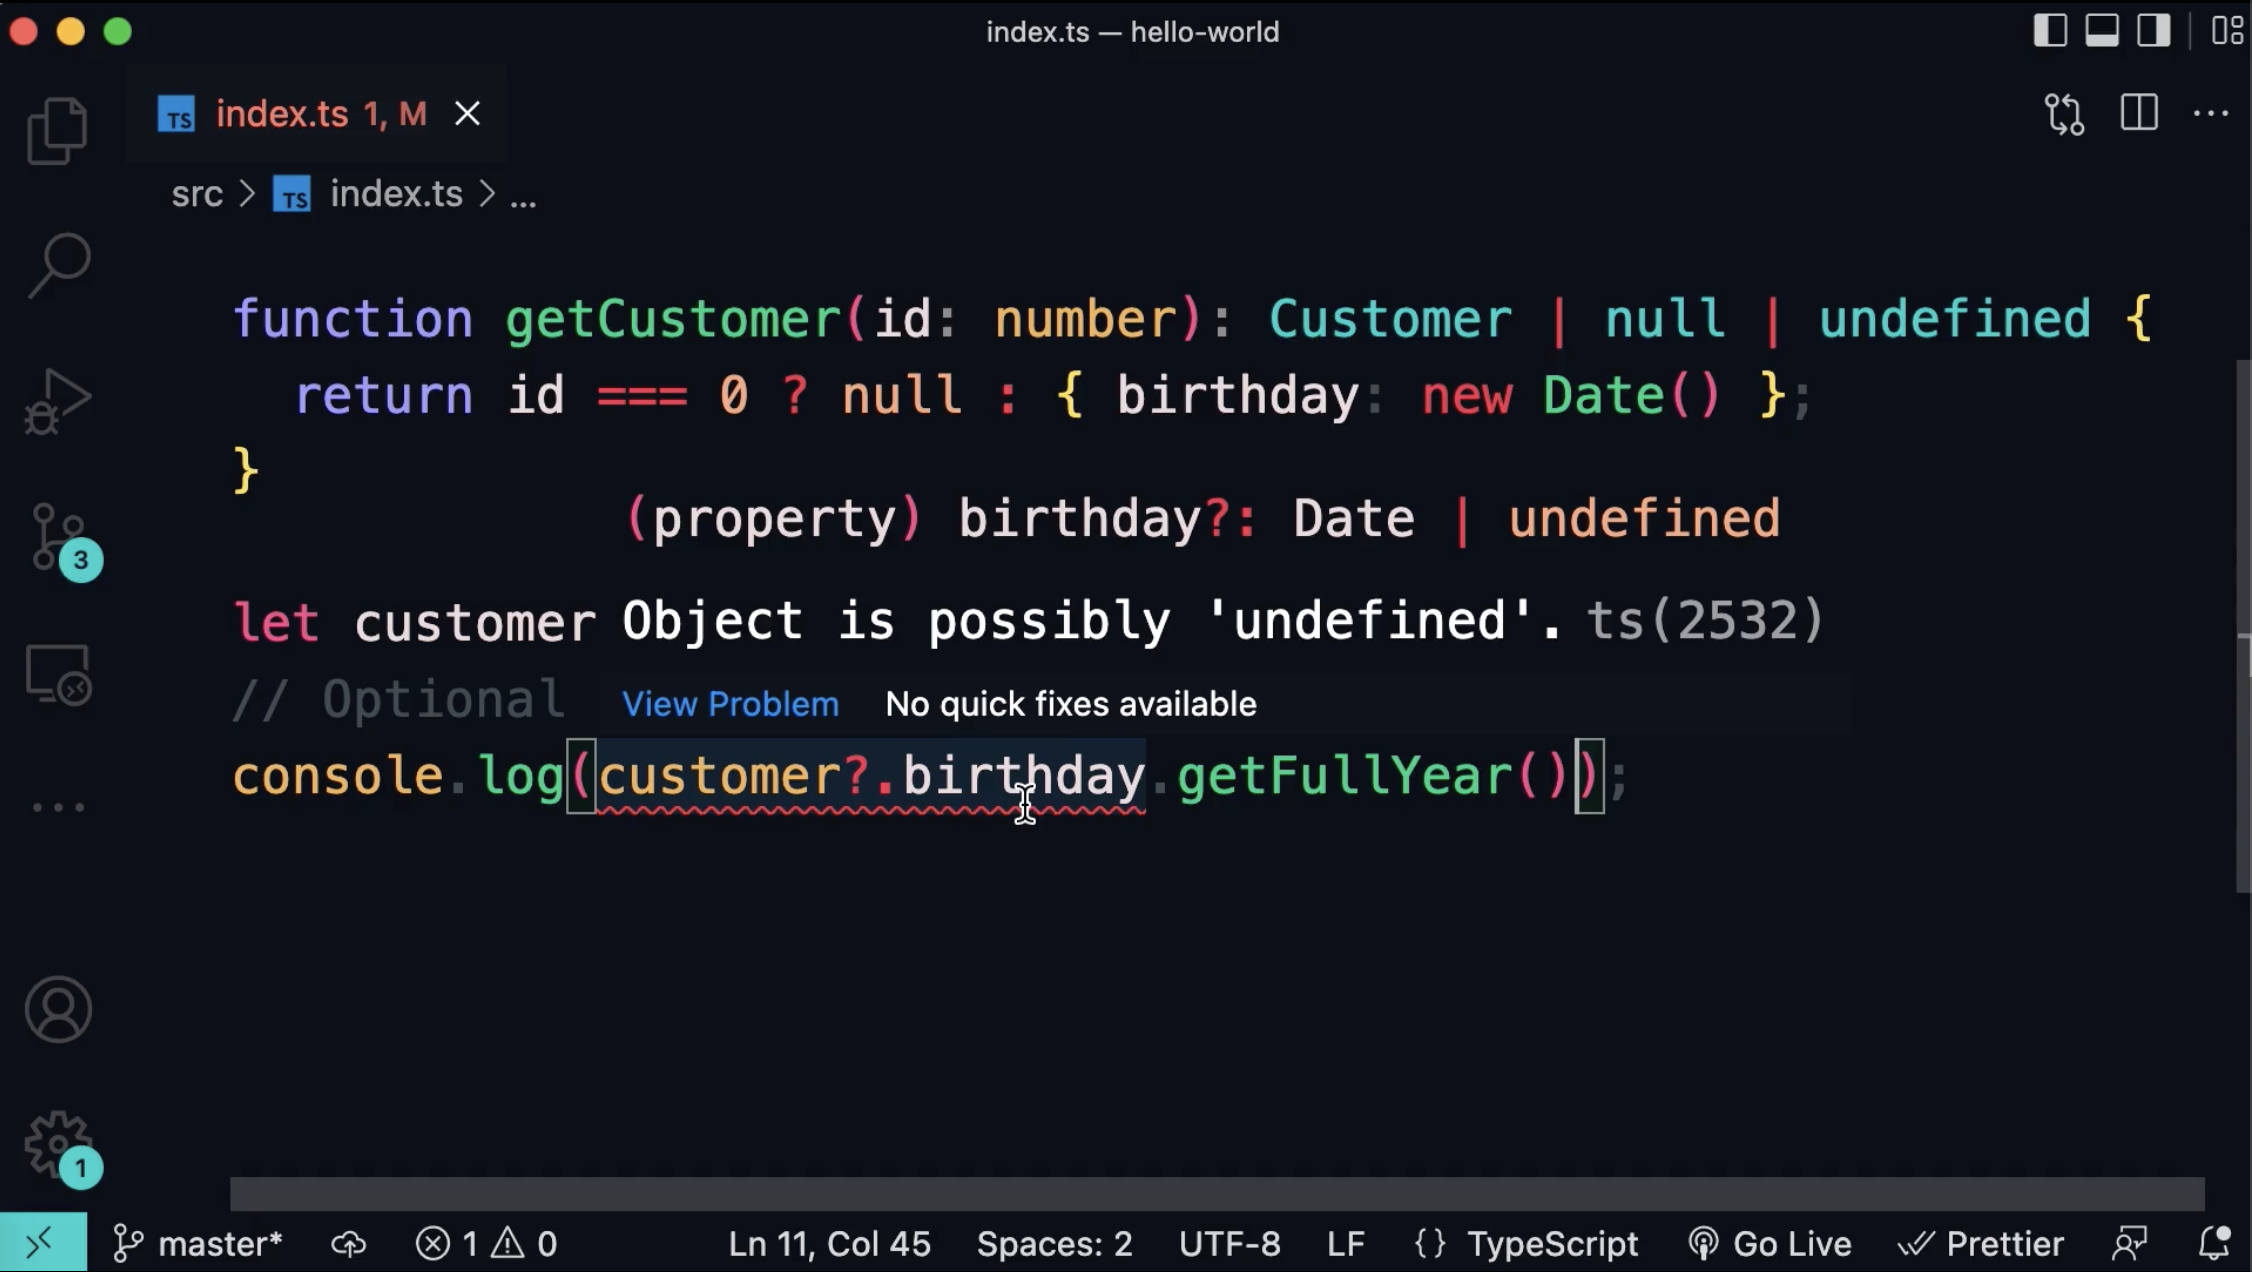 index.ts — hello-world
TS index.ts 1, M
src > TS index.ts > ...
function getCustomer(id: number): Customer | null | undefined {
  return id === 0 ? null : { birthday: new Date() };
}
(property) birthday?: Date | undefined
let customer
Object is possibly 'undefined'. ts(2532)
// Optional
View Problem No quick fixes available
console.log(customer?.birthday.getFullYear());
3
1
master* 1 0 Ln 11, Col 45 Spaces: 2 UTF-8 LF {} TypeScript Go Live Prettier